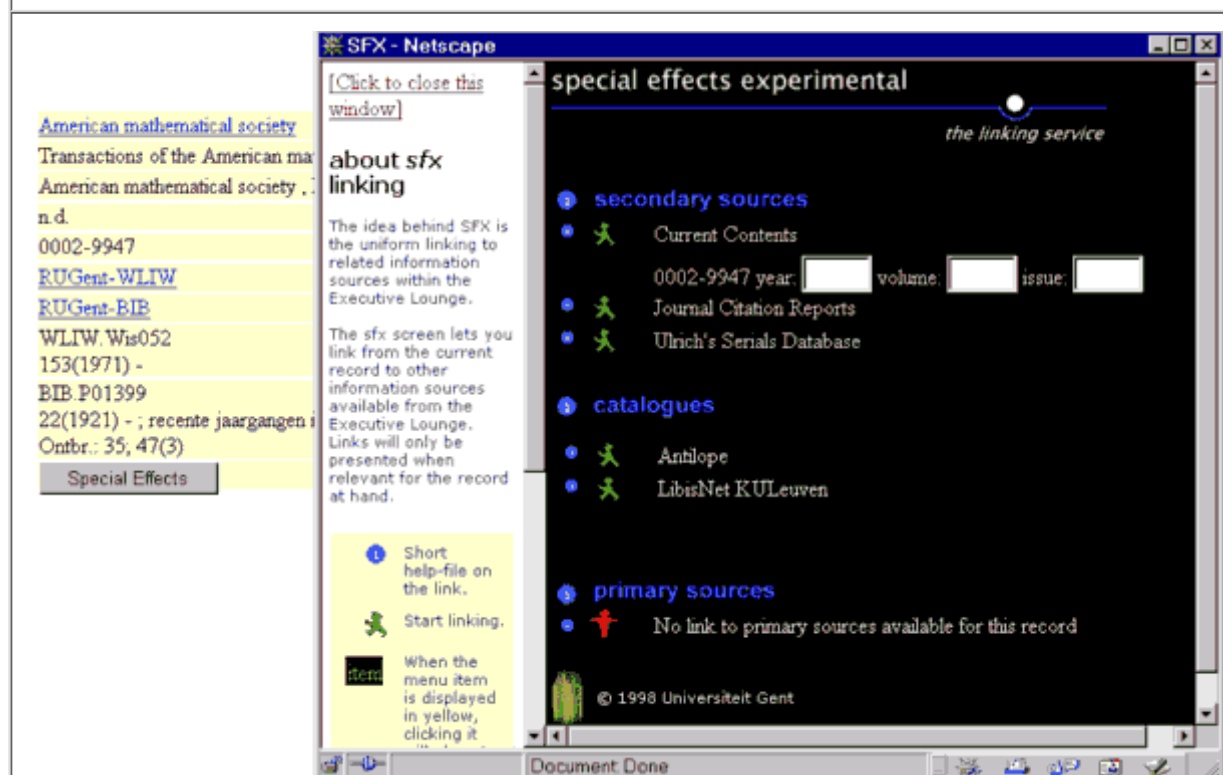 SFX - Netscape
American mathematical society
Transactions of the American ma
American mathematical society ,
n.d.
0002-9947
RUGent-WLIW
RUGent-BIB
WLIW.Wis052
153(1971) -
BIB.P01399
22(1921) - ; recente jaargangen
Ontbr.: 35; 47(3)
Special Effects
[Click to close this
window]
about sfx
linking
The idea behind SFX is
the uniform linking to
related information
sources within the
Executive Lounge.
The sfx screen lets you
link from the current
record to other
information sources
available from the
Executive Lounge.
Links will only be
presented when
relevant for the record
at hand.
Short
help-file on
the link.
Start linking.
item
When the
menu item
is displayed
in yellow,
clicking it
special effects experimental
the linking service
secondary sources
Current Contents
0002-9947 year: volume: issue:
Journal Citation Reports
Ulrich's Serials Database
catalogues
Antilope
LibisNet KULeuven
primary sources
No link to primary sources available for this record
© 1998 Universiteit Gent
Document: Done